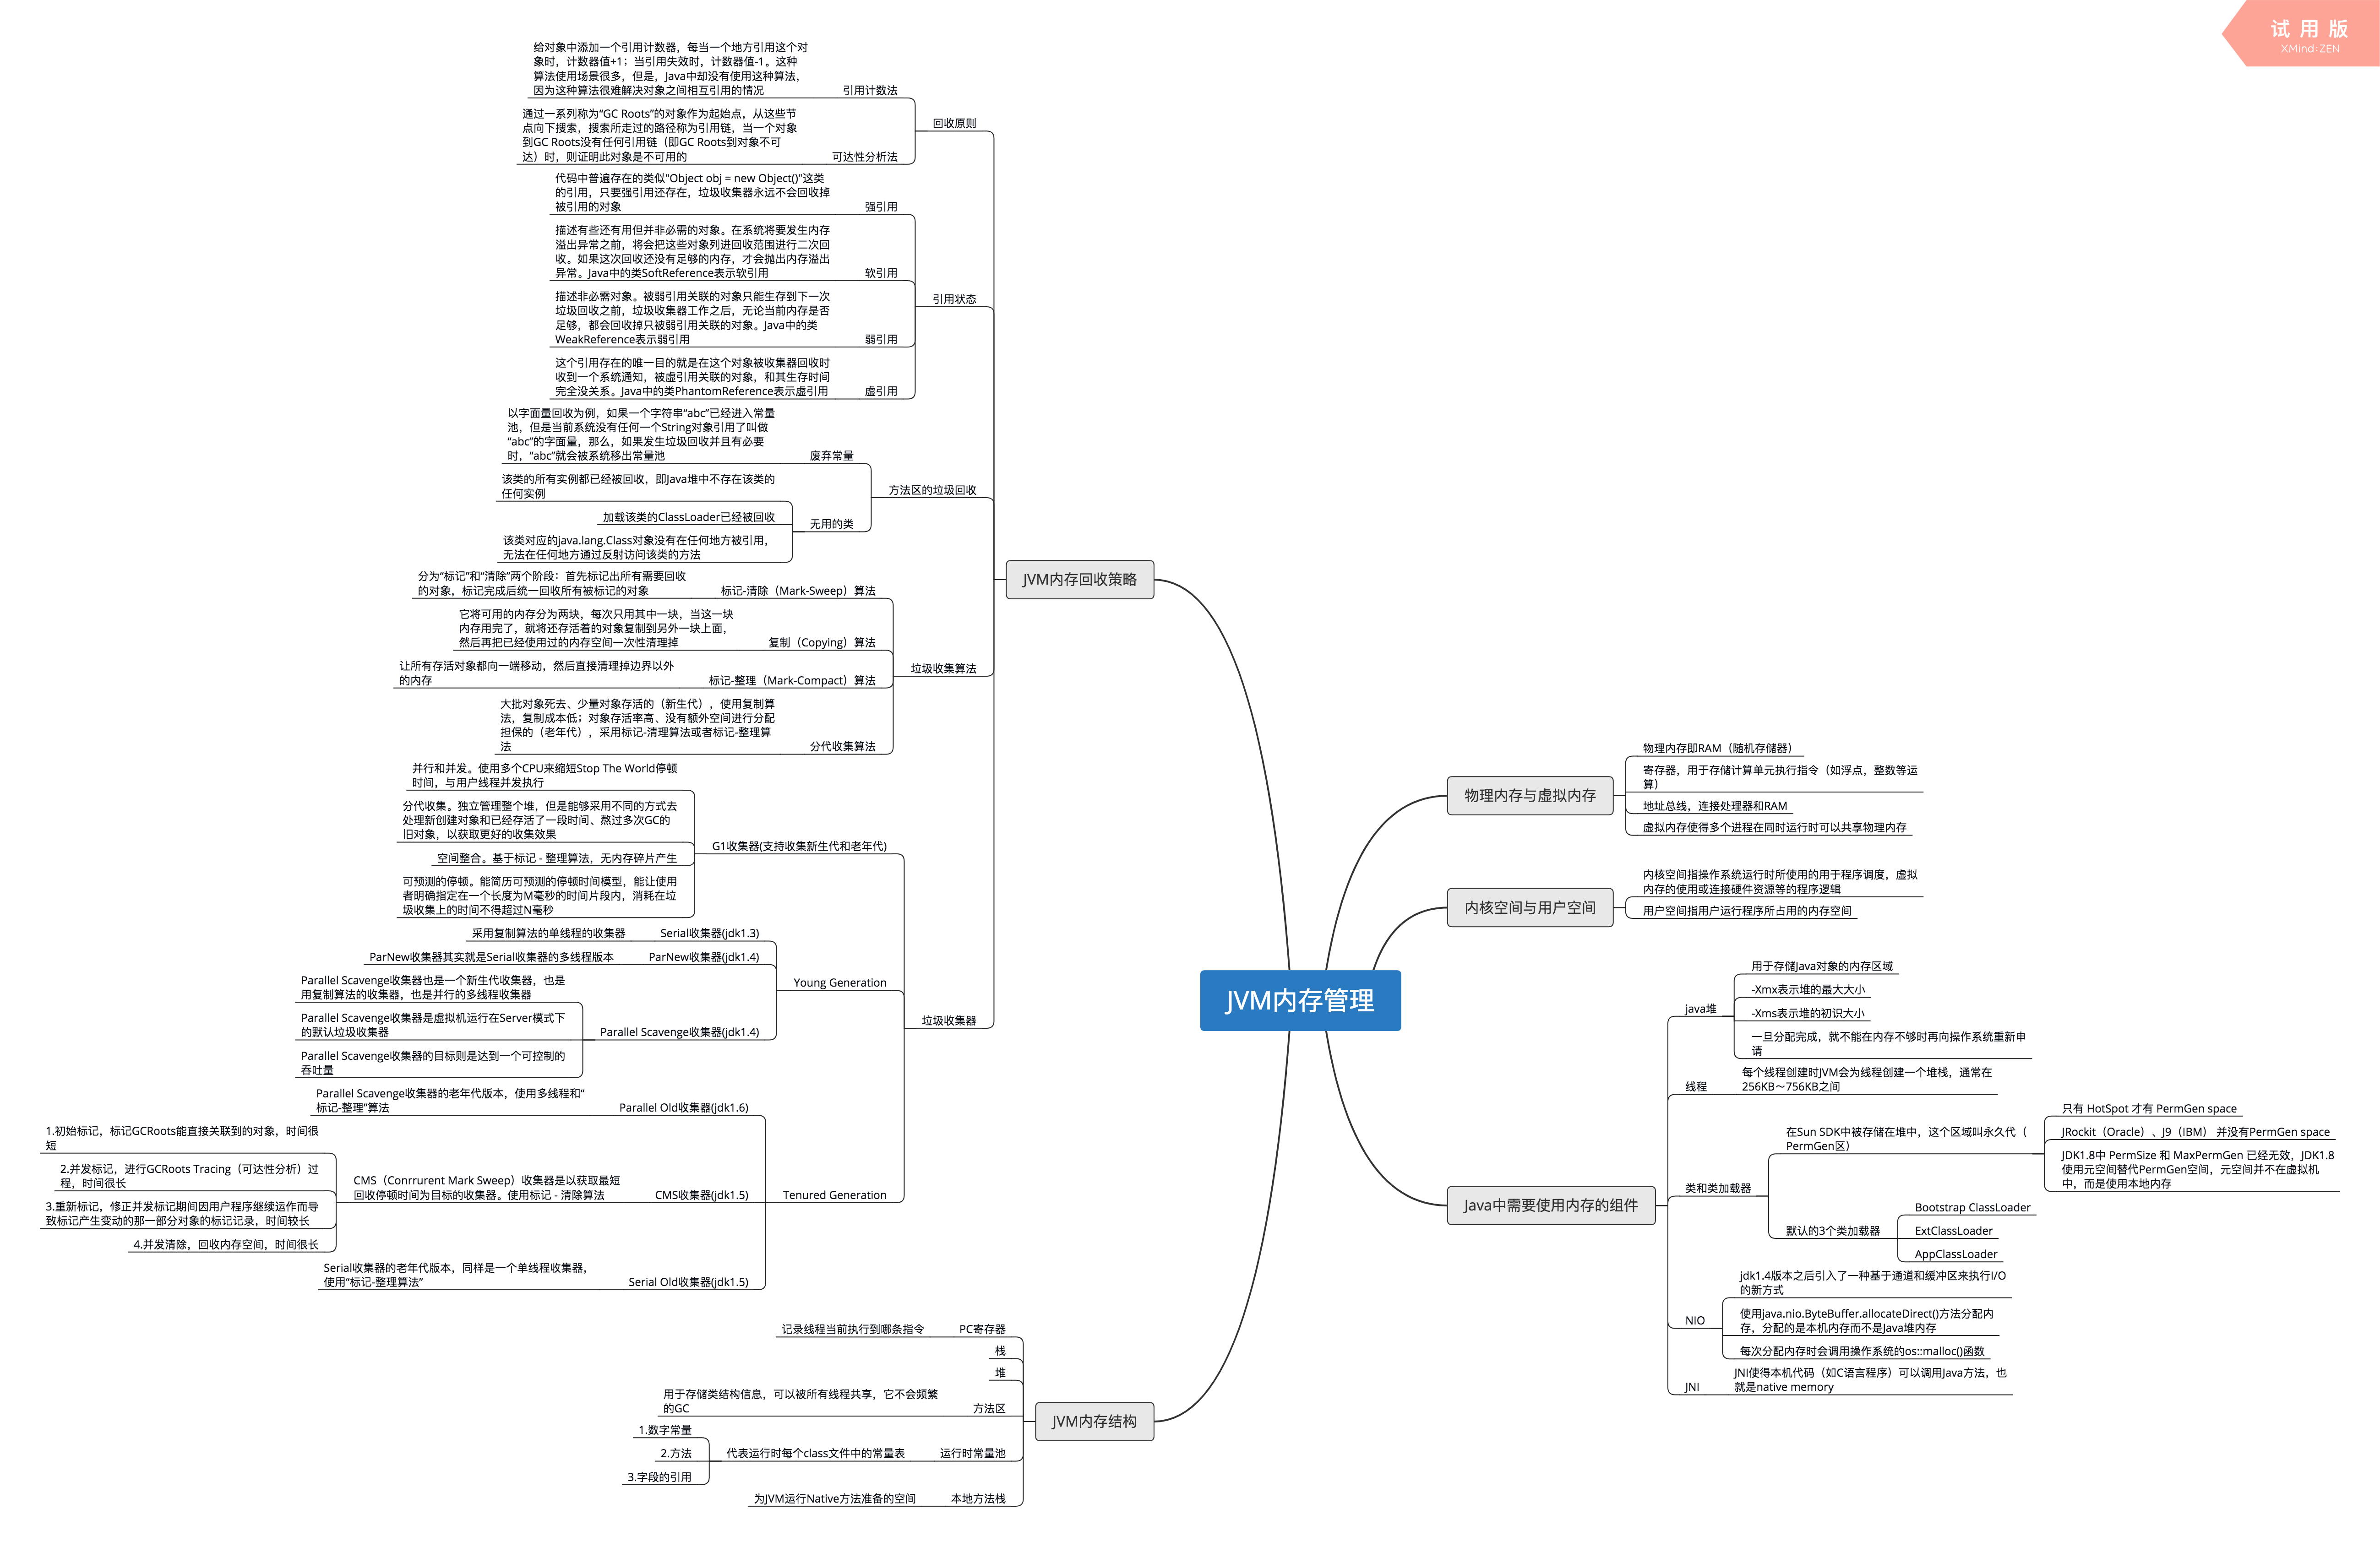 试用版
XMind:ZEN
JVM内存管理
物理内存与虚拟内存
物理内存即RAM（随机存储器）
寄存器，用于存储计算单元执行指令（如浮点，整数等运
算）
地址总线，连接处理器和RAM
虚拟内存使得多个进程在同时运行时可以共享物理内存
内核空间与用户空间
内核空间指操作系统运行时所使用的用于程序调度，虚拟
内存的使用或连接硬件资源等的程序逻辑
用户空间指用户运行程序所占用的内存空间
Java中需要使用内存的组件
java堆
用于存储Java对象的内存区域
-Xmx表示堆的最大大小
-Xms表示堆的初识大小
一旦分配完成，就不能在内存不够时再向操作系统重新申
请
线程
每个线程创建时JVM会为线程创建一个堆栈，通常在
256KB～756KB之间
类和类加载器
在Sun SDK中被存储在堆中，这个区域叫永久代（
PermGen区）
只有 HotSpot 才有 PermGen space
JRockit（Oracle）、J9（IBM） 并没有PermGen space
JDK1.8中 PermSize 和 MaxPermGen 已经无效，JDK1.8
使用元空间替代PermGen空间，元空间并不在虚拟机
中，而是使用本地内存
默认的3个类加载器
Bootstrap ClassLoader
ExtClassLoader
AppClassLoader
NIO
jdk1.4版本之后引入了一种基于通道和缓冲区来执行I/O
的新方式
使用java.nio.ByteBuffer.allocateDirect()方法分配内
存，分配的是本机内存而不是Java堆内存
每次分配内存时会调用操作系统的os::malloc()函数
JNI
JNI使得本机代码（如C语言程序）可以调用Java方法，也
就是native memory
JVM内存回收策略
回收原则
引用计数法
给对象中添加一个引用计数器，每当一个地方引用这个对
象时，计数器值+1；当引用失效时，计数器值-1。这种
算法使用场景很多，但是，Java中却没有使用这种算法，
因为这种算法很难解决对象之间相互引用的情况
可达性分析法
通过一系列称为“GC Roots”的对象作为起始点，从这些节
点向下搜索，搜索所走过的路径称为引用链，当一个对象
到GC Roots没有任何引用链（即GC Roots到对象不可
达）时，则证明此对象是不可用的
引用状态
强引用
代码中普遍存在的类似"Object obj = new Object()"这类
的引用，只要强引用还存在，垃圾收集器永远不会回收掉
被引用的对象
软引用
描述有些还有用但并非必需的对象。在系统将要发生内存
溢出异常之前，将会把这些对象列进回收范围进行二次回
收。如果这次回收还没有足够的内存，才会抛出内存溢出
异常。Java中的类SoftReference表示软引用
弱引用
描述非必需对象。被弱引用关联的对象只能生存到下一次
垃圾回收之前，垃圾收集器工作之后，无论当前内存是否
足够，都会回收掉只被弱引用关联的对象。Java中的类
WeakReference表示弱引用
虚引用
这个引用存在的唯一目的就是在这个对象被收集器回收时
收到一个系统通知，被虚引用关联的对象，和其生存时间
完全没关系。Java中的类PhantomReference表示虚引用
方法区的垃圾回收
废弃常量
以字面量回收为例，如果一个字符串“abc”已经进入常量
池，但是当前系统没有任何一个String对象引用了叫做
“abc”的字面量，那么，如果发生垃圾回收并且有必要
时，“abc”就会被系统移出常量池
无用的类
该类的所有实例都已经被回收，即Java堆中不存在该类的
任何实例
加载该类的ClassLoader已经被回收
该类对应的java.lang.Class对象没有在任何地方被引用，
无法在任何地方通过反射访问该类的方法
垃圾收集算法
标记-清除（Mark-Sweep）算法
分为“标记”和“清除”两个阶段：首先标记出所有需要回收
的对象，标记完成后统一回收所有被标记的对象
复制（Copying）算法
它将可用的内存分为两块，每次只用其中一块，当这一块
内存用完了，就将还存活着的对象复制到另外一块上面，
然后再把已经使用过的内存空间一次性清理掉
标记-整理（Mark-Compact）算法
让所有存活对象都向一端移动，然后直接清理掉边界以外
的内存
分代收集算法
大批对象死去、少量对象存活的（新生代），使用复制算
法，复制成本低；对象存活率高、没有额外空间进行分配
担保的（老年代），采用标记-清理算法或者标记-整理算
法
垃圾收集器
G1收集器(支持收集新生代和老年代)
并行和并发。使用多个CPU来缩短Stop The World停顿
时间，与用户线程并发执行
分代收集。独立管理整个堆，但是能够采用不同的方式去
处理新创建对象和已经存活了一段时间、熬过多次GC的
旧对象，以获取更好的收集效果
空间整合。基于标记 - 整理算法，无内存碎片产生
可预测的停顿。能简历可预测的停顿时间模型，能让使用
者明确指定在一个长度为M毫秒的时间片段内，消耗在垃
圾收集上的时间不得超过N毫秒
Young Generation
Serial收集器(jdk1.3)
采用复制算法的单线程的收集器
ParNew收集器(jdk1.4)
ParNew收集器其实就是Serial收集器的多线程版本
Parallel Scavenge收集器(jdk1.4)
Parallel Scavenge收集器也是一个新生代收集器，也是
用复制算法的收集器，也是并行的多线程收集器
Parallel Scavenge收集器是虚拟机运行在Server模式下
的默认垃圾收集器
Parallel Scavenge收集器的目标则是达到一个可控制的
吞吐量
Tenured Generation
Parallel Old收集器(jdk1.6)
Parallel Scavenge收集器的老年代版本，使用多线程和“
标记-整理”算法
CMS收集器(jdk1.5)
CMS（Conrrurent Mark Sweep）收集器是以获取最短
回收停顿时间为目标的收集器。使用标记 - 清除算法
1.初始标记，标记GCRoots能直接关联到的对象，时间很
短
2.并发标记，进行GCRoots Tracing（可达性分析）过
程，时间很长
3.重新标记，修正并发标记期间因用户程序继续运作而导
致标记产生变动的那一部分对象的标记记录，时间较长
4.并发清除，回收内存空间，时间很长
Serial Old收集器(jdk1.5)
Serial收集器的老年代版本，同样是一个单线程收集器，
使用“标记-整理算法”
JVM内存结构
PC寄存器
记录线程当前执行到哪条指令
栈
堆
方法区
用于存储类结构信息，可以被所有线程共享，它不会频繁
的GC
运行时常量池
代表运行时每个class文件中的常量表
1.数字常量
2.方法
3.字段的引用
本地方法栈
为JVM运行Native方法准备的空间